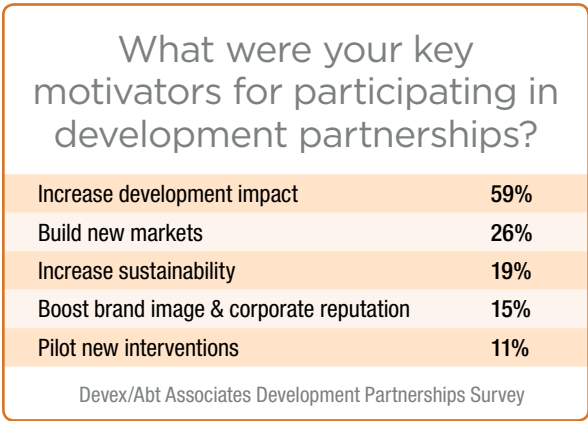 What were your key
motivators for participating in
development partnerships?
Increase development impact 59%
Build new markets 26%
Increase sustainability 19%
Boost brand image & corporate reputation 15%
Pilot new interventions 11%
Devex/Abt Associates Development Partnerships Survey